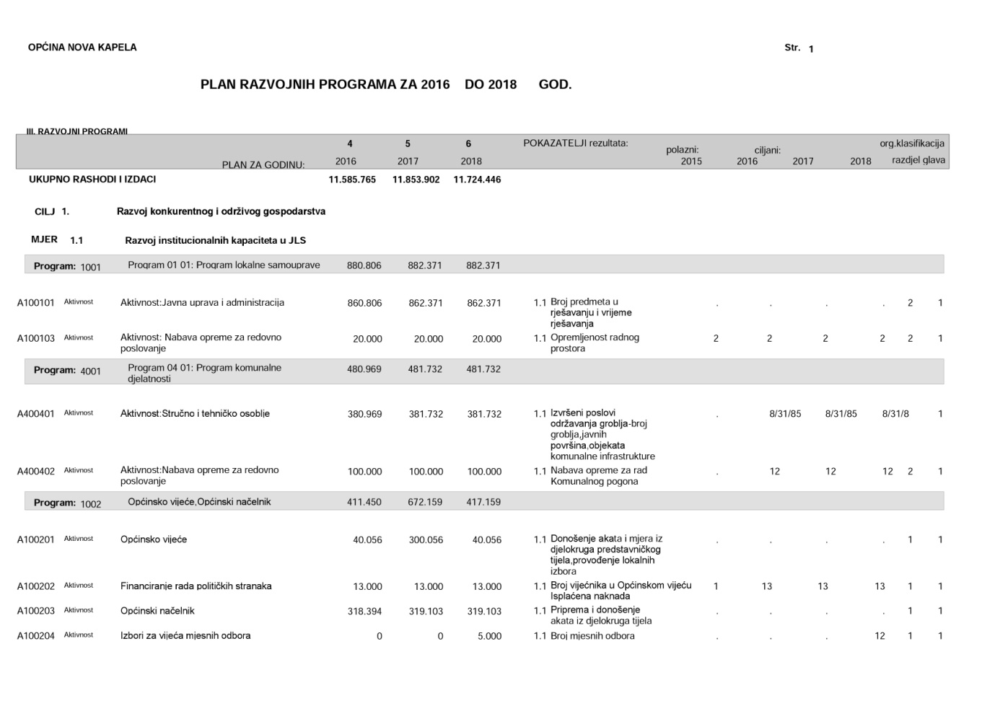 OPĆINA NOVA KAPELA Str. 1
PLAN RAZVOJNIH PROGRAMA ZA 2016 DO 2018 GOD.
III. RAZVOJNI PROGRAMI
4 5 6 POKAZATELJI rezultata: org.klasifikacija
polazni: ciljani:
PLAN ZA GODINU: 2016 2017 2018 2015 2016 2017 2018 razdjel glava
UKUPNO RASHODI I IZDACI 11.585.765 11.853.902 11.724.446
CILJ 1. Razvoj konkurentnog i održivog gospodarstva
MJER 1.1 Razvoj institucionalnih kapaciteta u JLS
Program: 1001 Program 01 01: Program lokalne samouprave 880.806 882.371 882.371
A100101 Aktivnost Aktivnost:Javna uprava i administracija 860.806 862.371 862.371 1.1 Broj predmeta u . . . . 2 1
rješavanju i vrijeme
rješavanja
A100103 Aktivnost Aktivnost: Nabava opreme za redovno 20.000 20.000 20.000 1.1 Opremljenost radnog 2 2 2 2 2 1
poslovanje prostora
Program: 4001 Program 04 01: Program komunalne 480.969 481.732 481.732
djelatnosti
A400401 Aktivnost Aktivnost:Stručno i tehničko osoblje 380.969 381.732 381.732 1.1 Izvršeni poslovi . 8/31/85 8/31/85 8/31/8 1
održavanja groblja-broj
groblja,javnih
površina,objekata
komunalne infrastrukture
A400402 Aktivnost Aktivnost:Nabava opreme za redovno 100.000 100.000 100.000 1.1 Nabava opreme za rad . 12 12 12 2 1
poslovanje Komunalnog pogona
Program: 1002 Općinsko vijeće,Općinski načelnik 411.450 672.159 417.159
A100201 Aktivnost Općinsko vijeće 40.056 300.056 40.056 1.1 Donošenje akata i mjera iz . . . . 1 1
djelokruga predstavničkog
tijela,provođenje lokalnih
izbora
A100202 Aktivnost Financiranje rada političkih stranaka 13.000 13.000 13.000 1.1 Broj vijećnika u Općinskom vijeću 1 13 13 13 1 1
Isplaćena naknada
A100203 Aktivnost Općinski načelnik 318.394 319.103 319.103 1.1 Priprema i donošenje . . . . 1 1
akata iz djelokruga tijela
A100204 Aktivnost Izbori za vijeća mjesnih odbora 0 0 5.000 1.1 Broj mjesnih odbora . . . 12 1 1